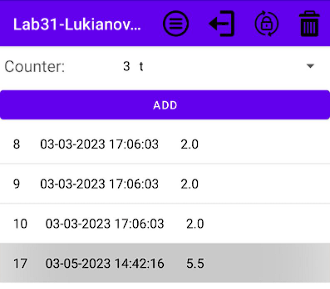 Lab31-Lukianov...
Counter: 3 t
ADD
8 03-03-2023 17:06:03 2.0
9 03-03-2023 17:06:03 2.0
10 03-03-2023 17:06:03 2.0
17 03-05-2023 14:42:16 5.5